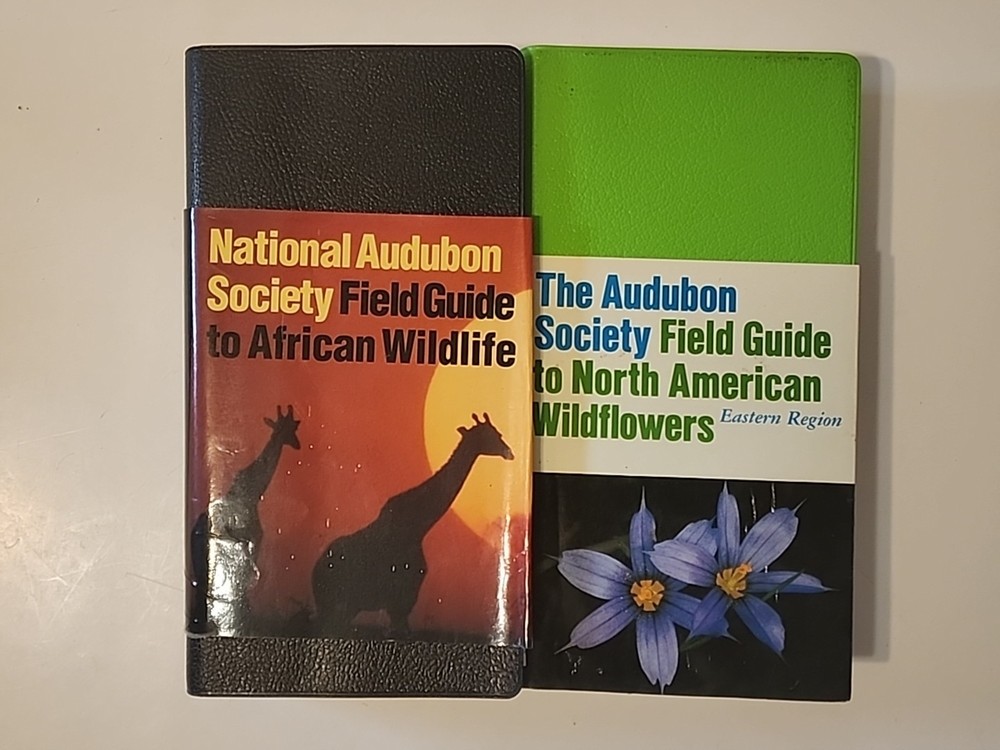 National Audubon
Society Field Guide
to African Wildlife
The Audubon
Society Field Guide
to North American
Wildflowers Eastern Region